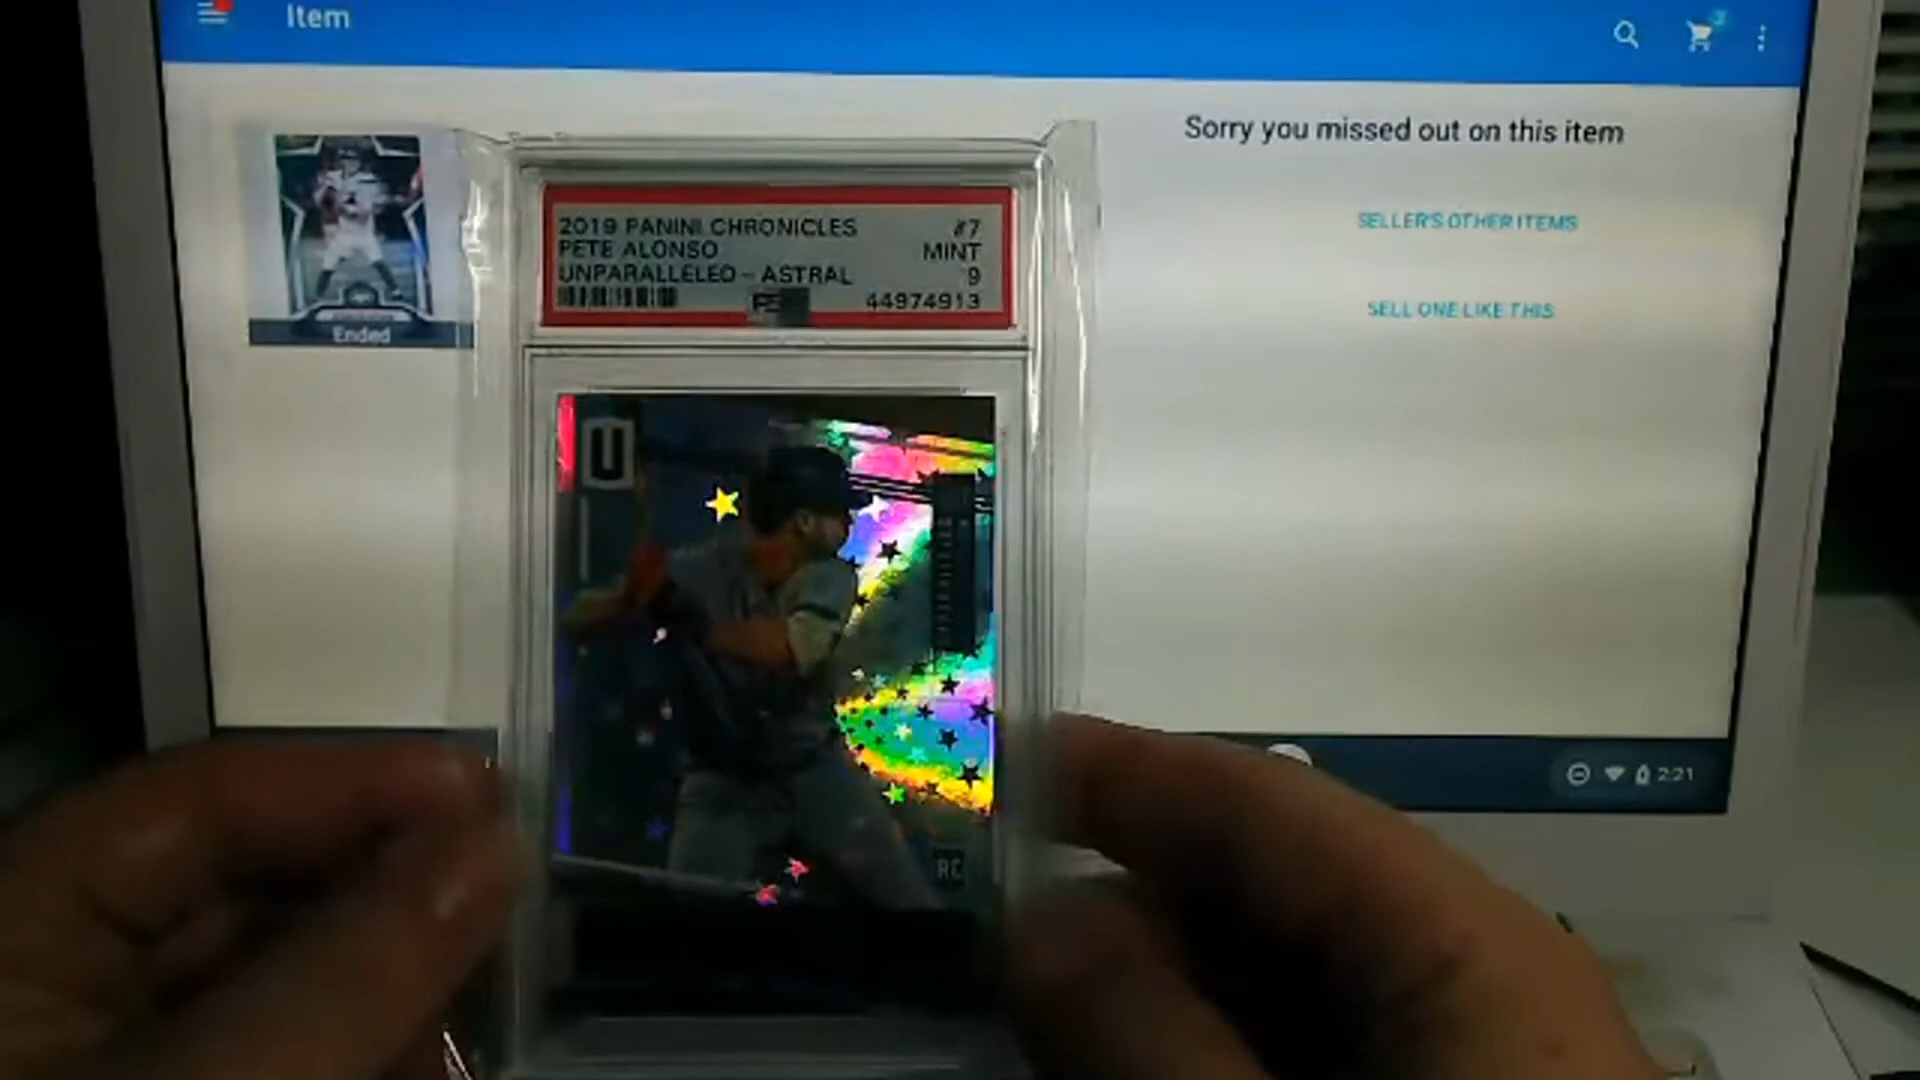 Item
Sorry you missed out on this item
SELLER'S OTHER ITEMS
SELL ONE LIKE THIS
Ended
2019 PANINI CHRONICLES #7
PETE ALONSO MINT
UNPARALLELED - ASTRAL 9
44974913
U
RC
2:21